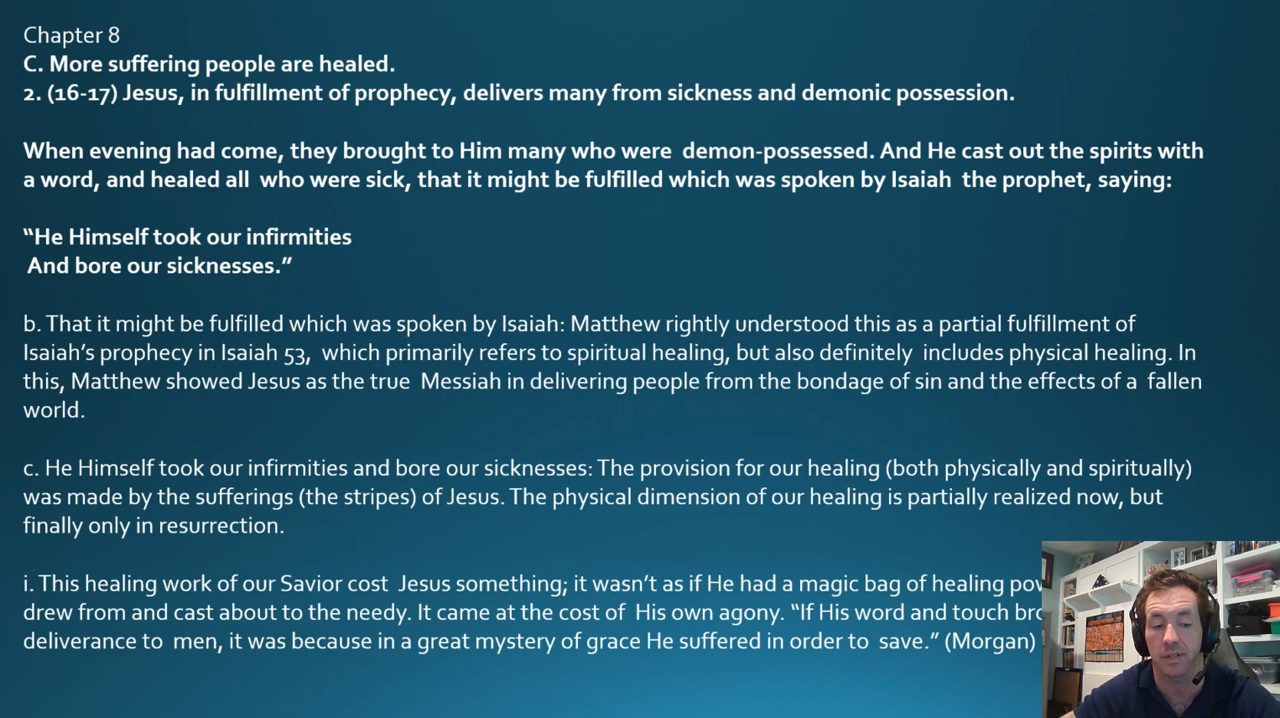 Chapter 8
C. More suffering people are healed.
2. (16-17) Jesus, in fulfillment of prophecy, delivers many from sickness and demonic possession.
When evening had come, they brought to Him many who were demon-possessed. And He cast out the spirits with
a word, and healed all who were sick, that it might be fulfilled which was spoken by Isaiah the prophet, saying:
“He Himself took our infirmities
And bore our sicknesses.”
b. That it might be fulfilled which was spoken by Isaiah: Matthew rightly understood this as a partial fulfillment of
Isaiah’s prophecy in Isaiah 53, which primarily refers to spiritual healing, but also definitely includes physical healing. In
this, Matthew showed Jesus as the true Messiah in delivering people from the bondage of sin and the effects of a fallen
world.
c. He Himself took our infirmities and bore our sicknesses: The provision for our healing (both physically and spiritually)
was made by the sufferings (the stripes) of Jesus. The physical dimension of our healing is partially realized now, but
finally only in resurrection.
i. This healing work of our Savior cost Jesus something; it wasn’t as if He had a magic bag of healing
drew from and cast about to the needy. It came at the cost of His own agony. “If His word and touch
deliverance to men, it was because in a great mystery of grace He suffered in order to save.” (Morgan)